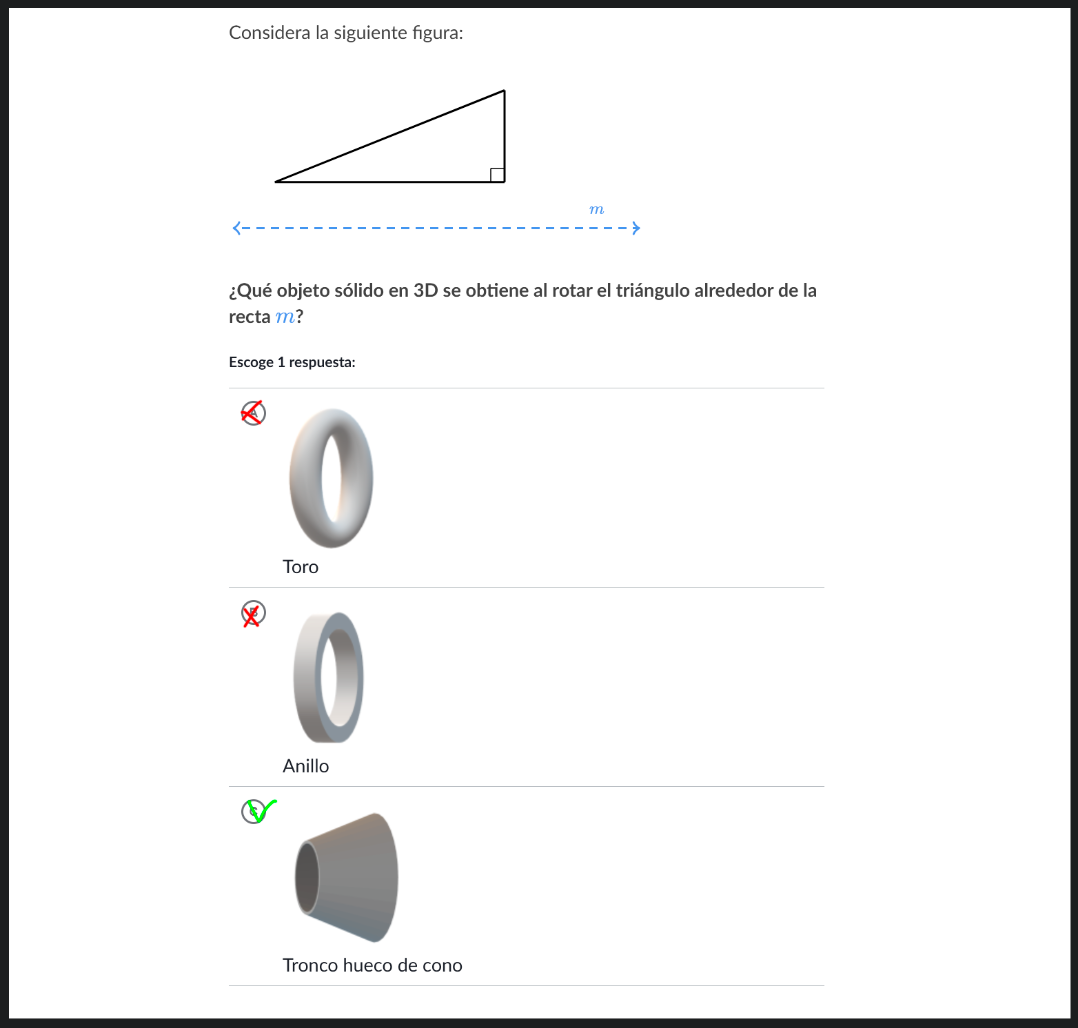 Considera la siguiente figura:
m
¿Qué objeto sólido en 3D se obtiene al rotar el triángulo alrededor de la
recta m?
Escoge 1 respuesta:
A
Toro
B
Anillo
C
Tronco hueco de cono